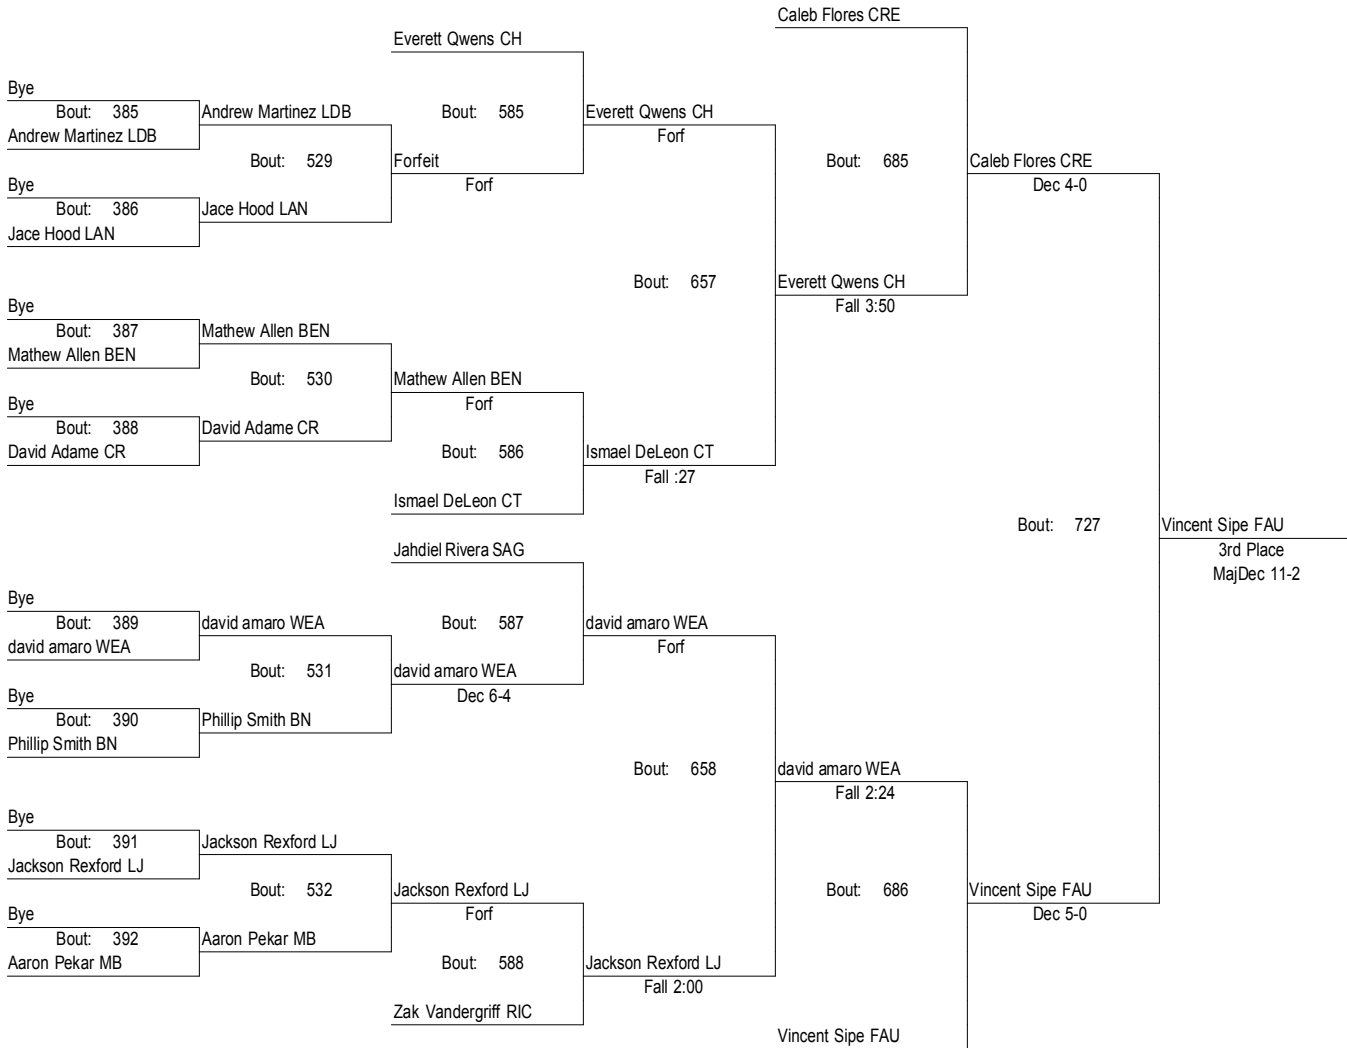 Caleb Flores CRE
Everett Qwens CH
Bye
Bout: 385 Andrew Martinez LDB Bout: 585 Everett Qwens CH
Andrew Martinez LDB Forf
Bout: 529 Forfeit Bout: 685 Caleb Flores CRE
Bye Forf Dec 4-0
Bout: 386 Jace Hood LAN
Jace Hood LAN
Bout: 657 Everett Qwens CH
Bye Fall 3:50
Bout: 387 Mathew Allen BEN
Mathew Allen BEN
Bout: 530 Mathew Allen BEN
Bye Forf
Bout: 388 David Adame CR
David Adame CR Bout: 586 Ismael DeLeon CT
Fall :27
Ismael DeLeon CT
Bout: 727 Vincent Sipe FAU
Jahdiel Rivera SAG 3rd Place
MajDec 11-2
Bye
Bout: 389 david amaro WEA Bout: 587 david amaro WEA
david amaro WEA Forf
Bout: 531 david amaro WEA
Bye Dec 6-4
Bout: 390 Phillip Smith BN
Phillip Smith BN
Bout: 658 david amaro WEA
Fall 2:24
Bye
Bout: 391 Jackson Rexford LJ
Jackson Rexford LJ
Bout: 532 Jackson Rexford LJ Bout: 686 Vincent Sipe FAU
Bye Forf Dec 5-0
Bout: 392 Aaron Pekar MB
Aaron Pekar MB Bout: 588 Jackson Rexford LJ
Fall 2:00
Zak Vandergriff RIC
Vincent Sipe FAU